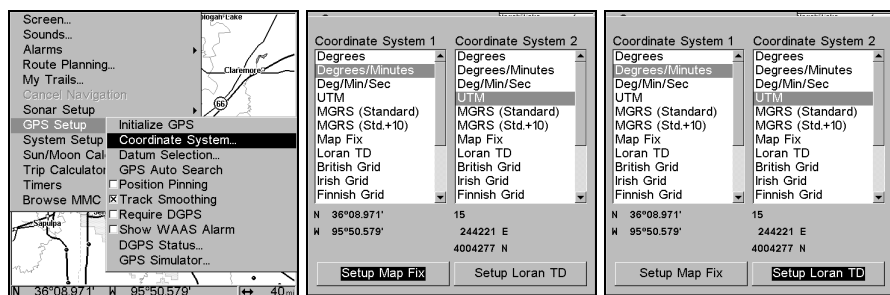 Screen...
Sounds...
Alarms
Route Planning...
My Trails...
Cancel Navigation
Sonar Setup
GPS Setup
System Setup
Sun/Moon Cal
Trip Calculator
Timers
Browse MMC
Initialize GPS
Coordinate System...
Datum Selection...
GPS Auto Search
Position Pinning
Track Smoothing
Require DGPS
Show WAAS Alarm
DGPS Status...
GPS Simulator...
Claremore
66
Sapulpa
N 36°08.971' W 95°50.579' ↔ 40mi
Coordinate System 1
Degrees
Degrees/Minutes
Deg/Min/Sec
UTM
MGRS (Standard)
MGRS (Std.+10)
Map Fix
Loran TD
British Grid
Irish Grid
Finnish Grid
N 36°08.971'
W 95°50.579'
Coordinate System 2
Degrees
Degrees/Minutes
Deg/Min/Sec
UTM
MGRS (Standard)
MGRS (Std.+10)
Map Fix
Loran TD
British Grid
Irish Grid
Finnish Grid
15
244221 E
4004277 N
Setup Map Fix
Setup Loran TD
Coordinate System 1
Degrees
Degrees/Minutes
Deg/Min/Sec
UTM
MGRS (Standard)
MGRS (Std.+10)
Map Fix
Loran TD
British Grid
Irish Grid
Finnish Grid
N 36°08.971'
W 95°50.579'
Coordinate System 2
Degrees
Degrees/Minutes
Deg/Min/Sec
UTM
MGRS (Standard)
MGRS (Std.+10)
Map Fix
Loran TD
British Grid
Irish Grid
Finnish Grid
15
244221 E
4004277 N
Setup Map Fix
Setup Loran TD